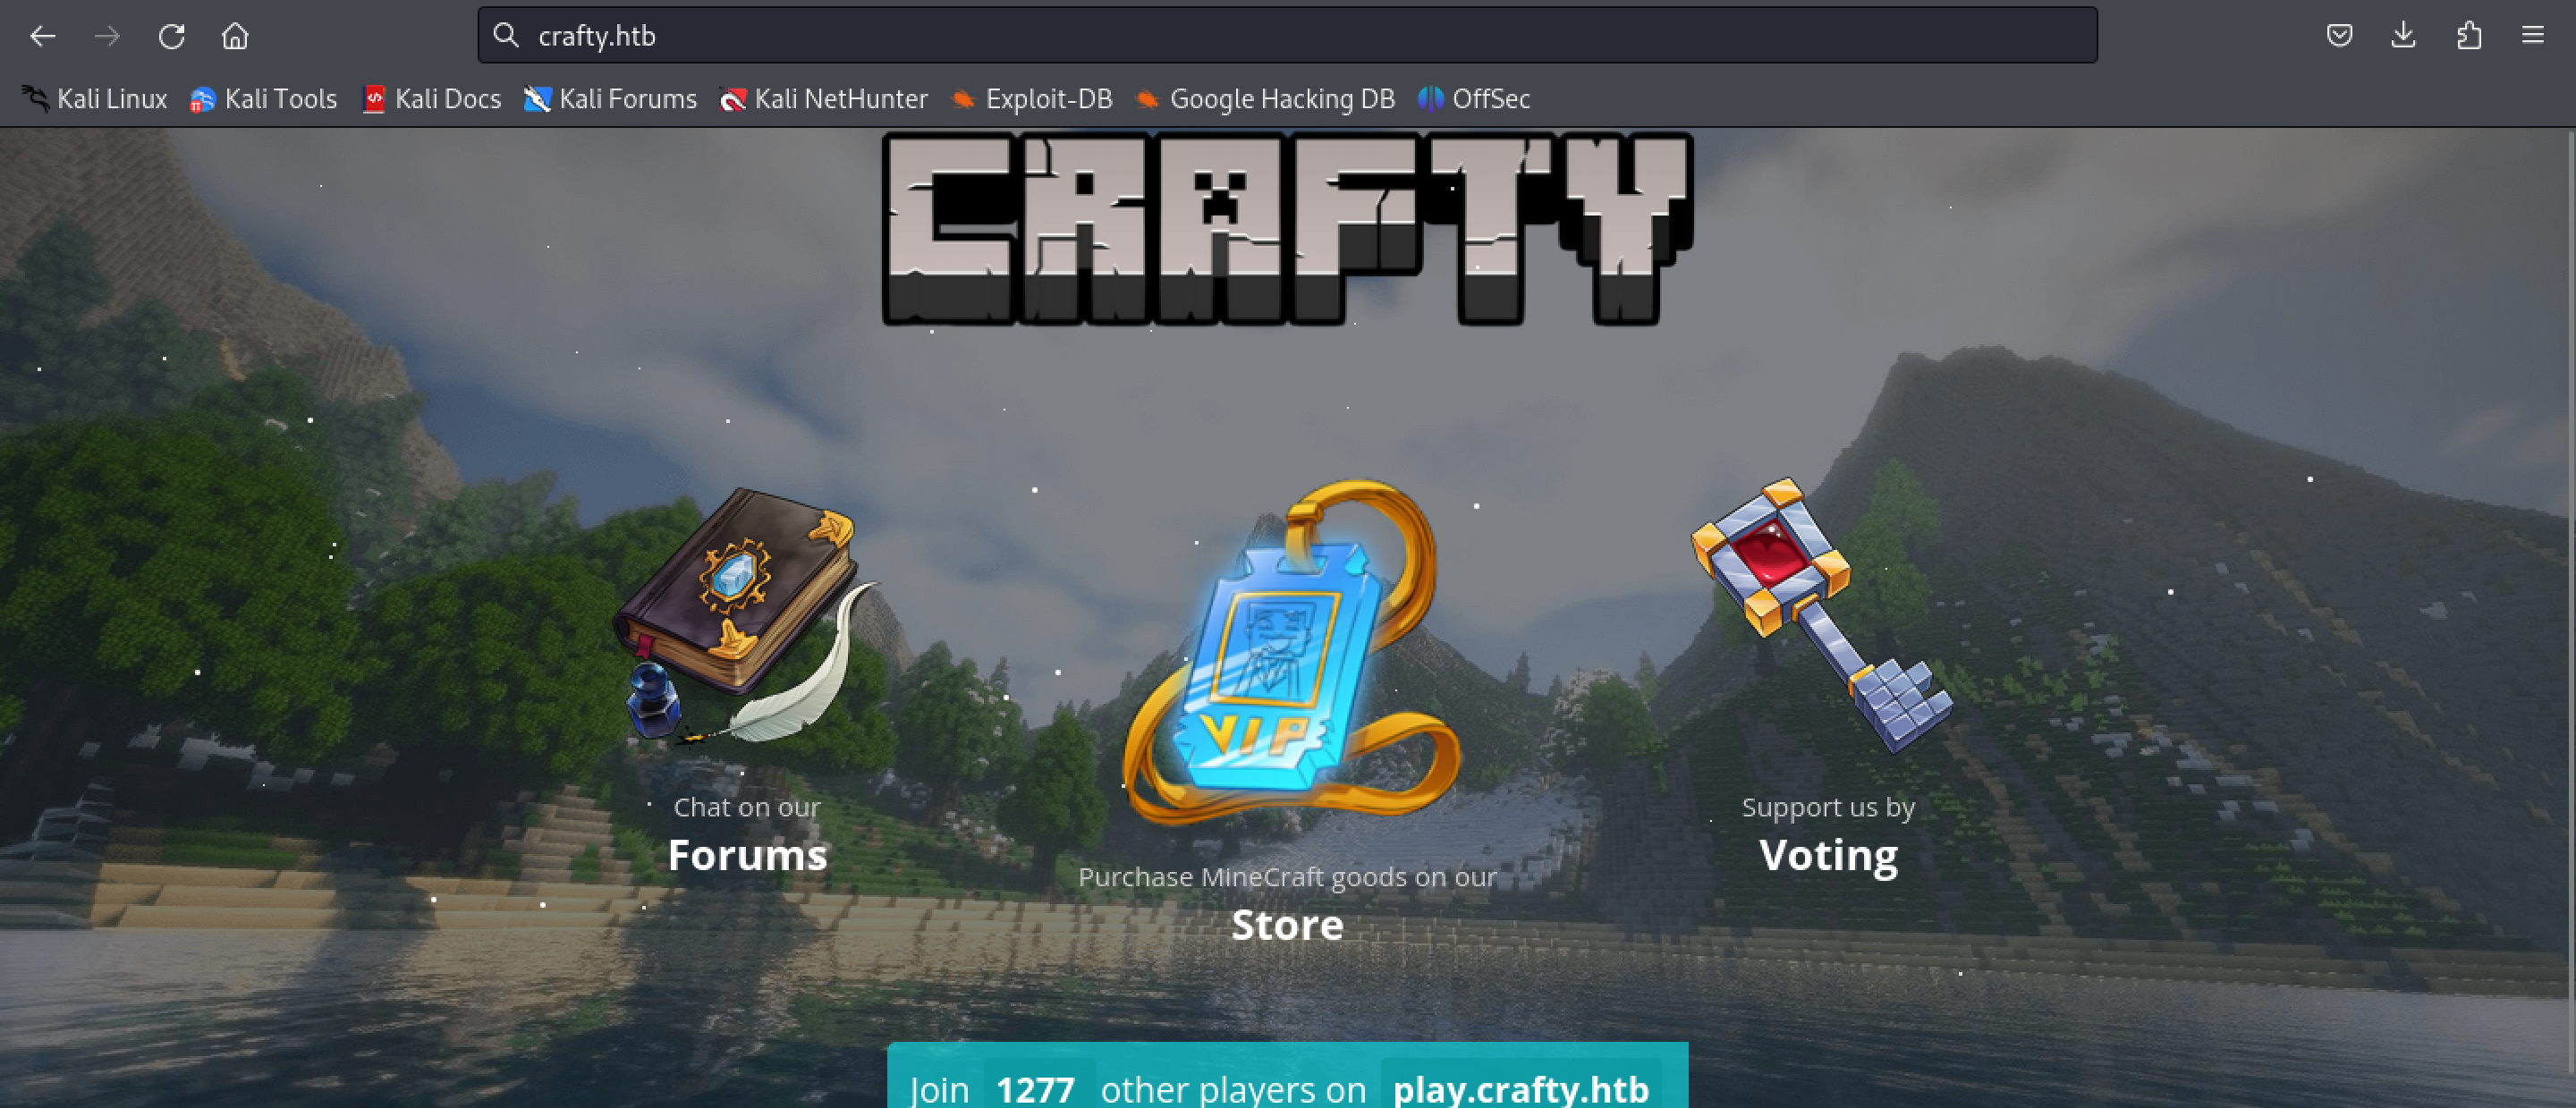 crafty.htb
Kali Linux Kali Tools Kali Docs Kali Forums Kali NetHunter Exploit-DB Google Hacking DB OffSec
CRAFTY
VIP
Chat on our
Forums
Purchase MineCraft goods on our
Store
Support us by
Voting
Join 1277 other players on play.crafty.htb